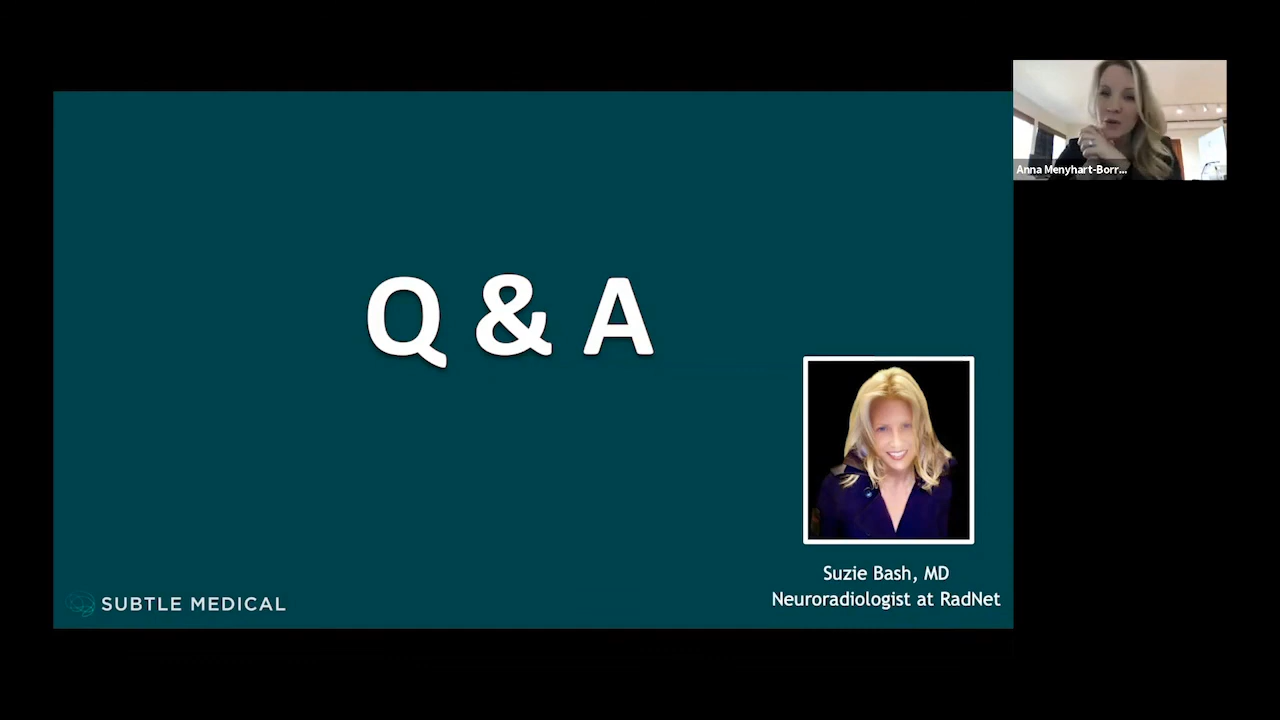 Anna Menyhart-Borr...
Q & A
Suzie Bash, MD
Neuroradiologist at RadNet
SUBTLE MEDICAL